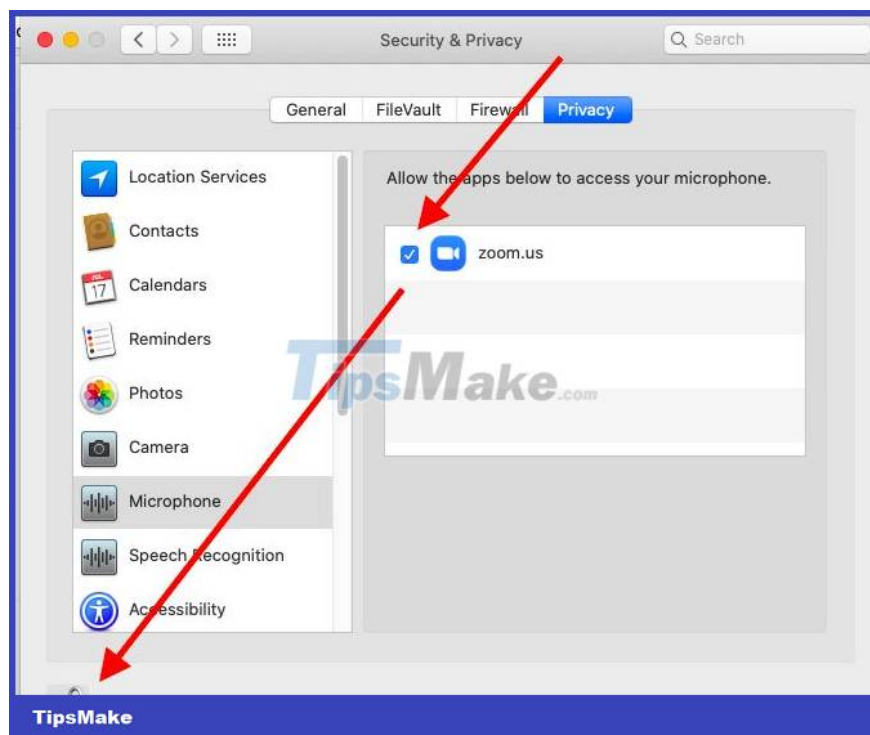 Security & Privacy
Search
General
FileVault
Firewall
Privacy
Location Services
Contacts
JUL
17
Calendars
Reminders
Photos
Camera
Microphone
Speech Recognition
Accessibility
Allow the apps below to access your microphone.
zoom.us
TipsMake.com
TipsMake